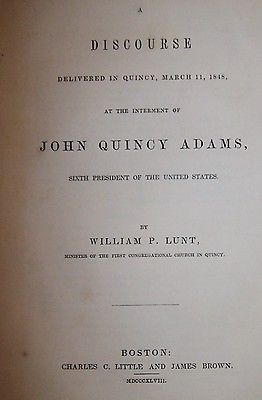 A
DISCOURSE
DELIVERED IN QUINCY, MARCH 11, 1848,
AT THE INTERMENT OF
JOHN QUINCY ADAMS,
SIXTH PRESIDENT OF THE UNITED STATES.
BY
WILLIAM P. LUNT,
MINISTER OF THE FIRST CONGREGATIONAL CHURCH IN QUINCY.
BOSTON:
CHARLES C. LITTLE AND JAMES BROWN.
MDCCCXLVIII.